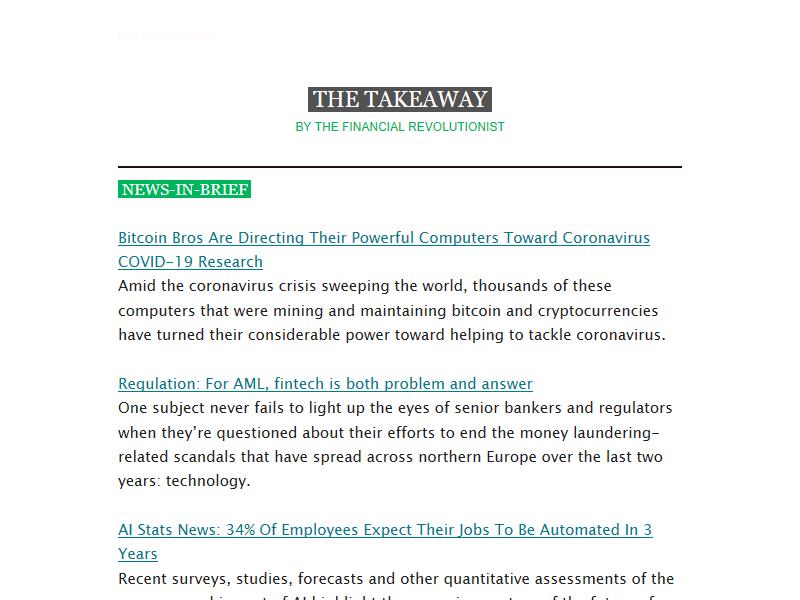 THE TAKEAWAY
BY THE FINANCIAL REVOLUTIONIST
NEWS-IN-BRIEF
Bitcoin Bros Are Directing Their Powerful Computers Toward Coronavirus
COVID-19 Research
Amid the coronavirus crisis sweeping the world, thousands of these
computers that were mining and maintaining bitcoin and cryptocurrencies
have turned their considerable power toward helping to tackle coronavirus.
Regulation: For AML, fintech is both problem and answer
One subject never fails to light up the eyes of senior bankers and regulators
when they're questioned about their efforts to end the money laundering-
related scandals that have spread across northern Europe over the last two
years: technology.
AI Stats News: 34% Of Employees Expect Their Jobs To Be Automated In 3
Years
Recent surveys, studies, forecasts and other quantitative assessments of the